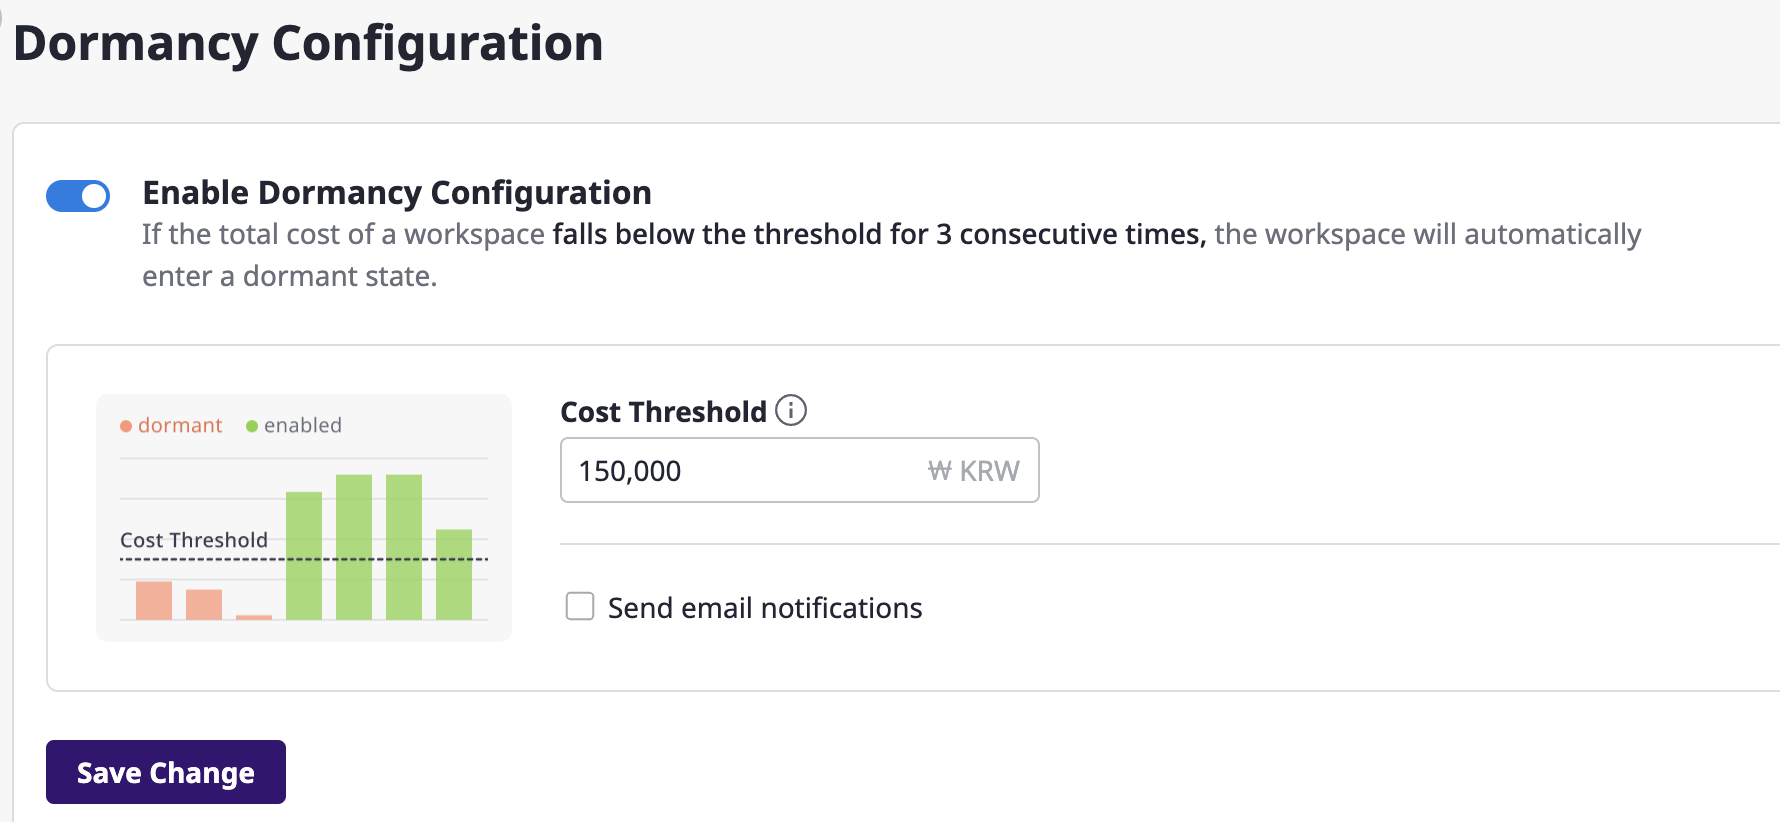 Dormancy Configuration
Enable Dormancy Configuration
If the total cost of a workspace falls below the threshold for 3 consecutive times, the workspace will automatically
enter a dormant state.
dormant enabled
Cost Threshold
Cost Threshold
150,000 ₩ KRW
Send email notifications
Save Change